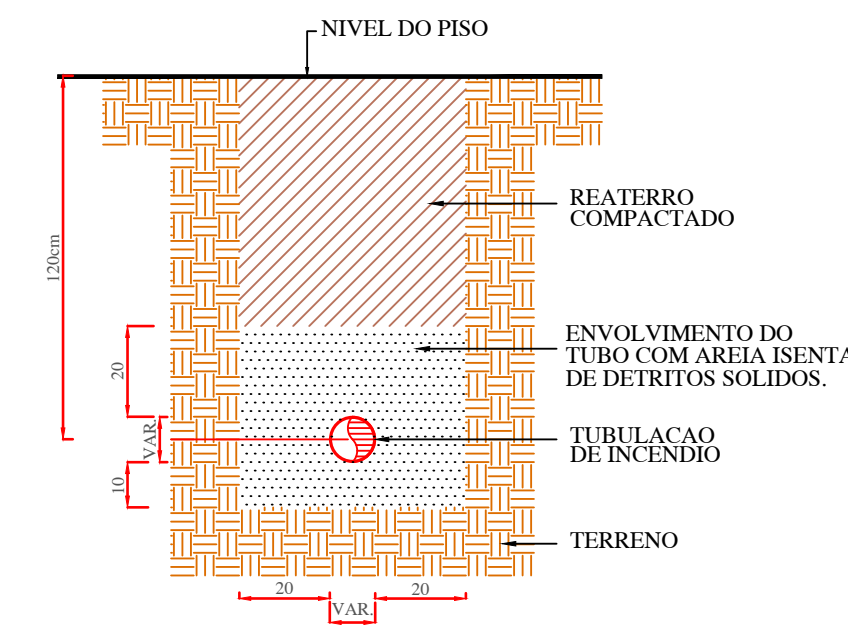 NIVEL DO PISO
REATERRO
COMPACTADO
120cm
ENVOLVIMENTO DO
TUBO COM AREIA ISENTA
DE DETRITOS SOLIDOS.
20
VAR.
TUBULACAO
DE INCENDIO
10
TERRENO
20
20
VAR.